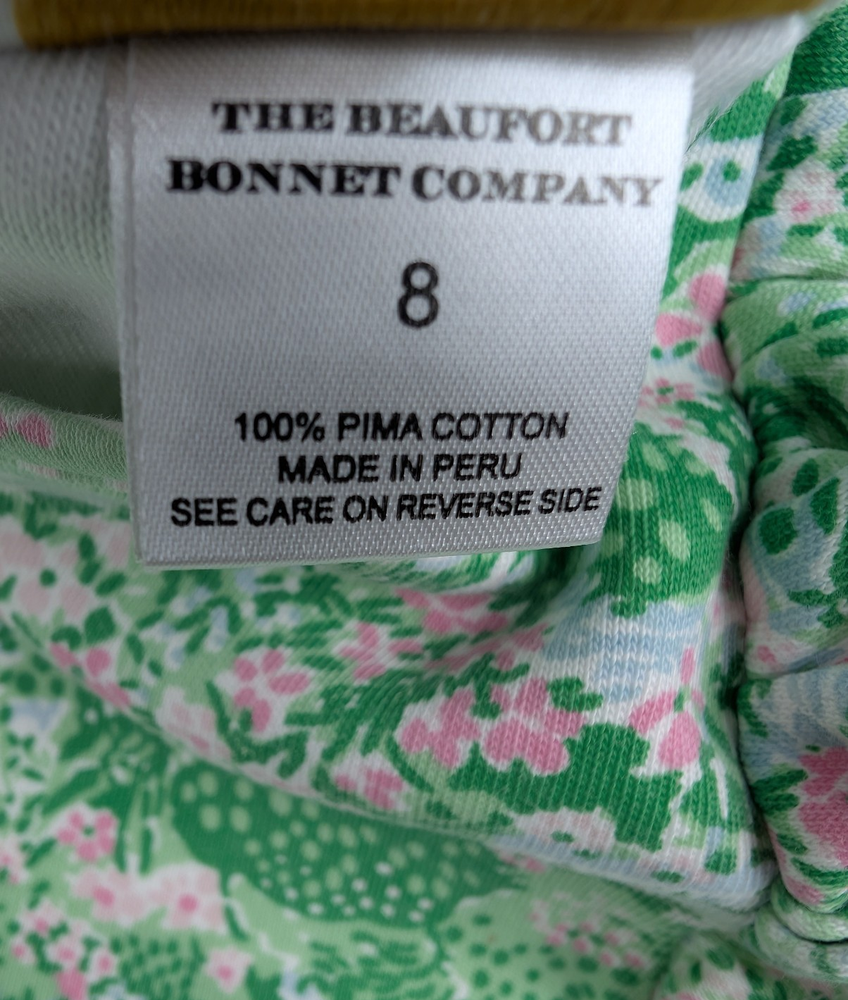 THE BEAUFORT
BONNET COMPANY
8
100% PIMA COTTON
MADE IN PERU
SEE CARE ON REVERSE SIDE